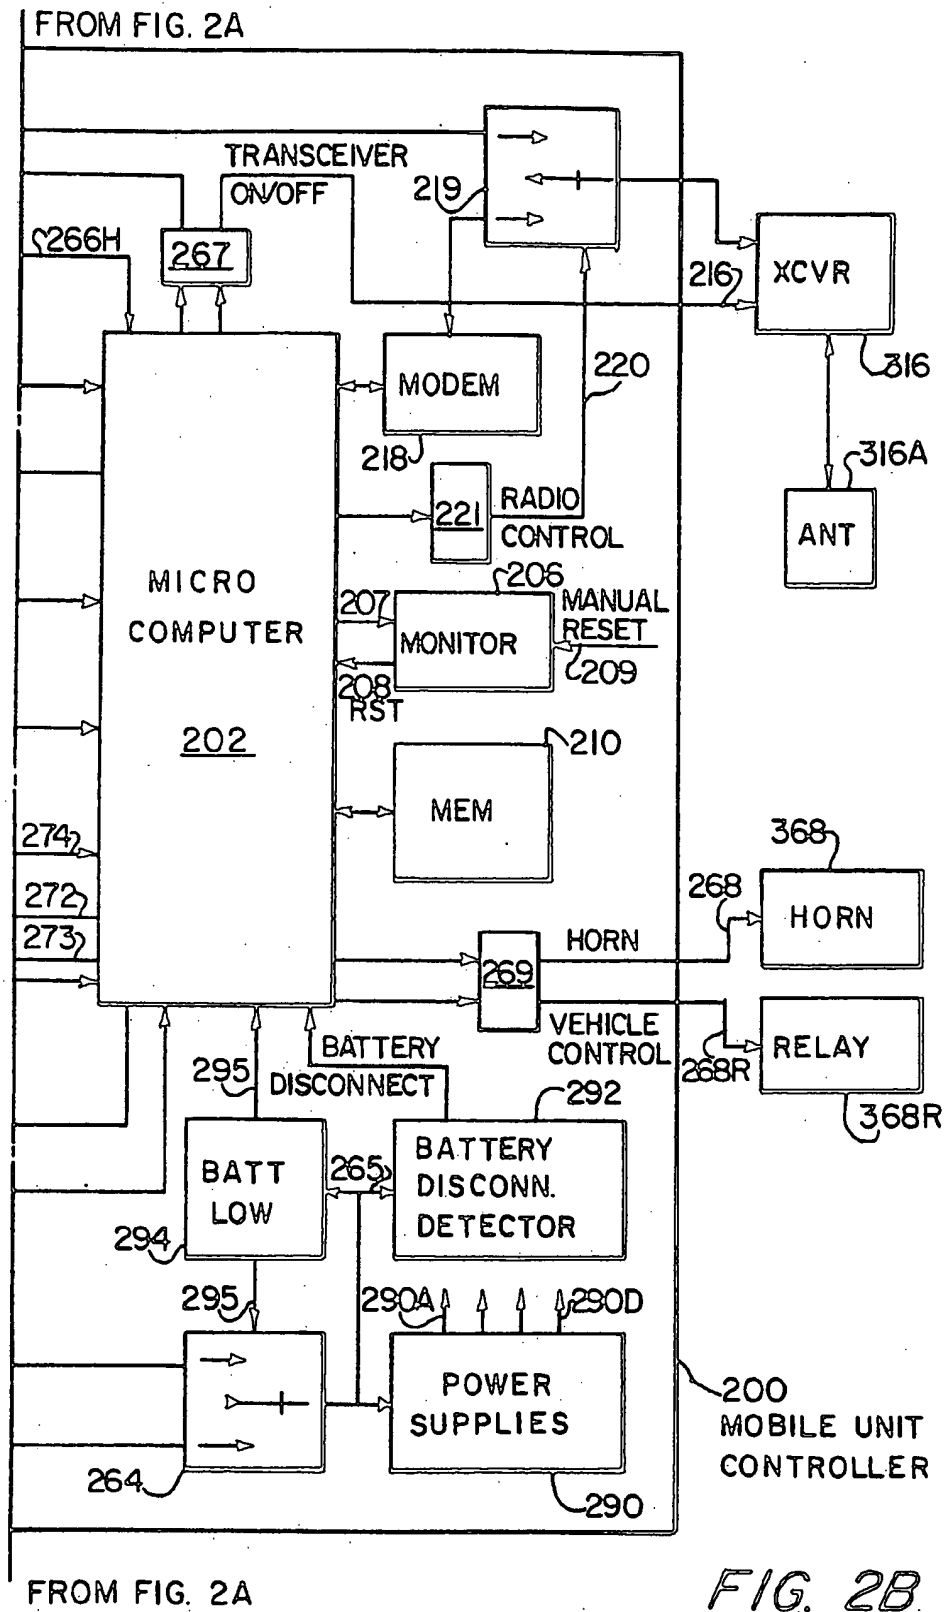 FROM FIG. 2A
TRANSCEIVER
ON/OFF
219
266H
267
216
XCVR
316
MODEM
218
220
316A
ANT
221
RADIO
CONTROL
206
MICRO
COMPUTER
202
207
MONITOR
MANUAL
RESET
209
208
RST
210
MEM
274
272
273
368
268
HORN
HORN
269
VEHICLE
CONTROL
268R
RELAY
368R
295
BATTERY
DISCONNECT
292
BATT
LOW
294
265
BATTERY
DISCONN.
DETECTOR
295
290A
290D
POWER
SUPPLIES
264
290
200
MOBILE UNIT
CONTROLLER
FROM FIG. 2A
FIG. 2B